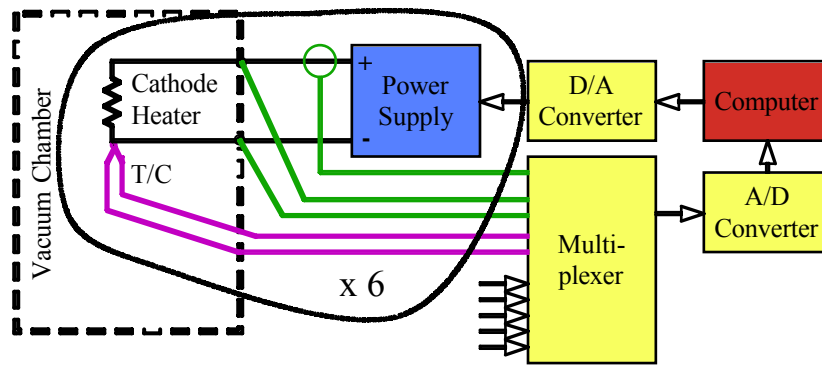 Vacuum Chamber
Cathode
Heater
T/C
+
-
Power
Supply
D/A
Converter
Computer
A/D
Converter
Multi-
plexer
x 6